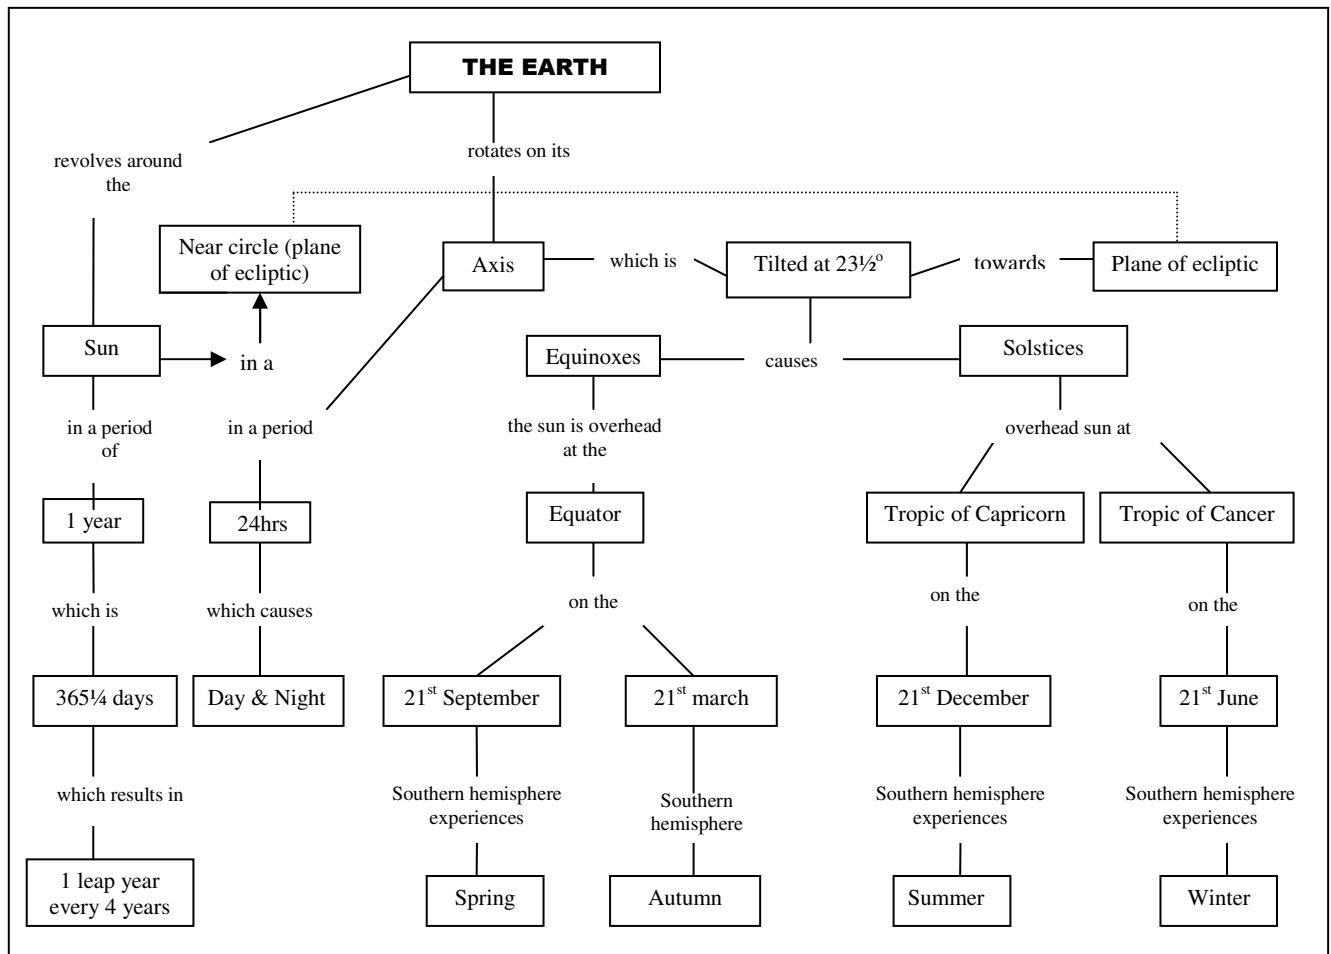 THE EARTH
revolves around
the
rotates on its
Near circle (plane
of ecliptic)
Axis
which is
Tilted at 23½º
towards
Plane of ecliptic
Sun
in a
Equinoxes
causes
Solstices
in a period
of
in a period
the sun is overhead
at the
overhead sun at
1 year
24hrs
Equator
Tropic of Capricorn
Tropic of Cancer
which is
which causes
on the
on the
on the
365¼ days
Day & Night
21st September
21st march
21st December
21st June
which results in
Southern hemisphere
experiences
Southern
hemisphere
Southern hemisphere
experiences
Southern hemisphere
experiences
1 leap year
every 4 years
Spring
Autumn
Summer
Winter